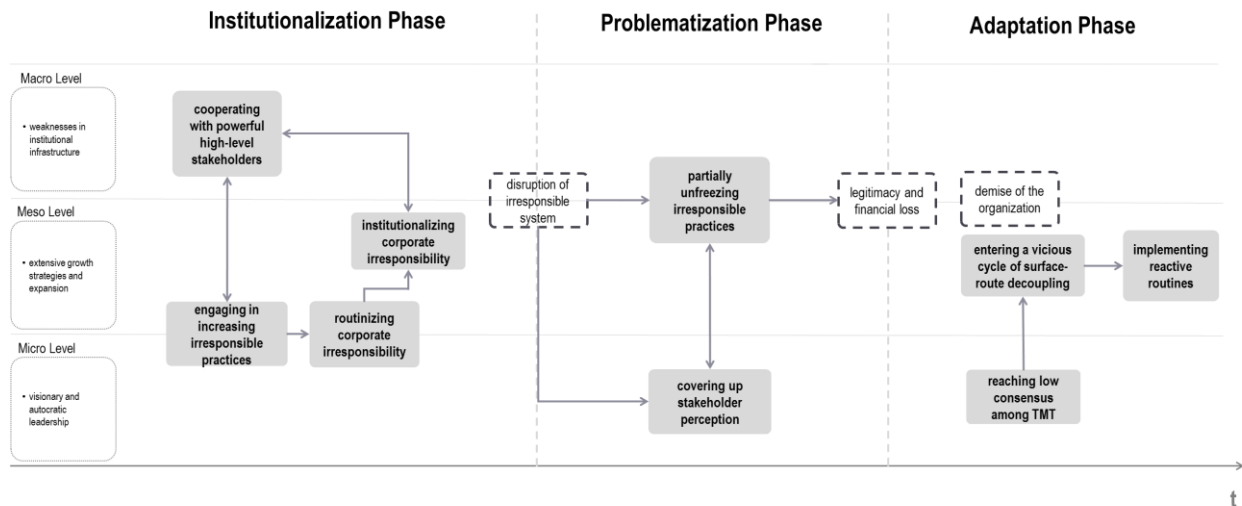 Institutionalization Phase
Problematization Phase
Adaptation Phase
Macro Level
• weaknesses in
institutional
infrastructure
cooperating
with powerful
high-level
stakeholders
disruption of
irresponsible
system
partially
unfreezing
irresponsible
practices
legitimacy and
financial loss
demise of the
organization
Meso Level
• extensive growth
strategies and
expansion
institutionalizing
corporate
irresponsibility
entering a vicious
cycle of surface-
route decoupling
implementing
reactive
routines
engaging in
increasing
irresponsible
practices
routinizing
corporate
irresponsibility
Micro Level
• visionary and
autocratic
leadership
covering up
stakeholder
perception
reaching low
consensus
among TMT
t